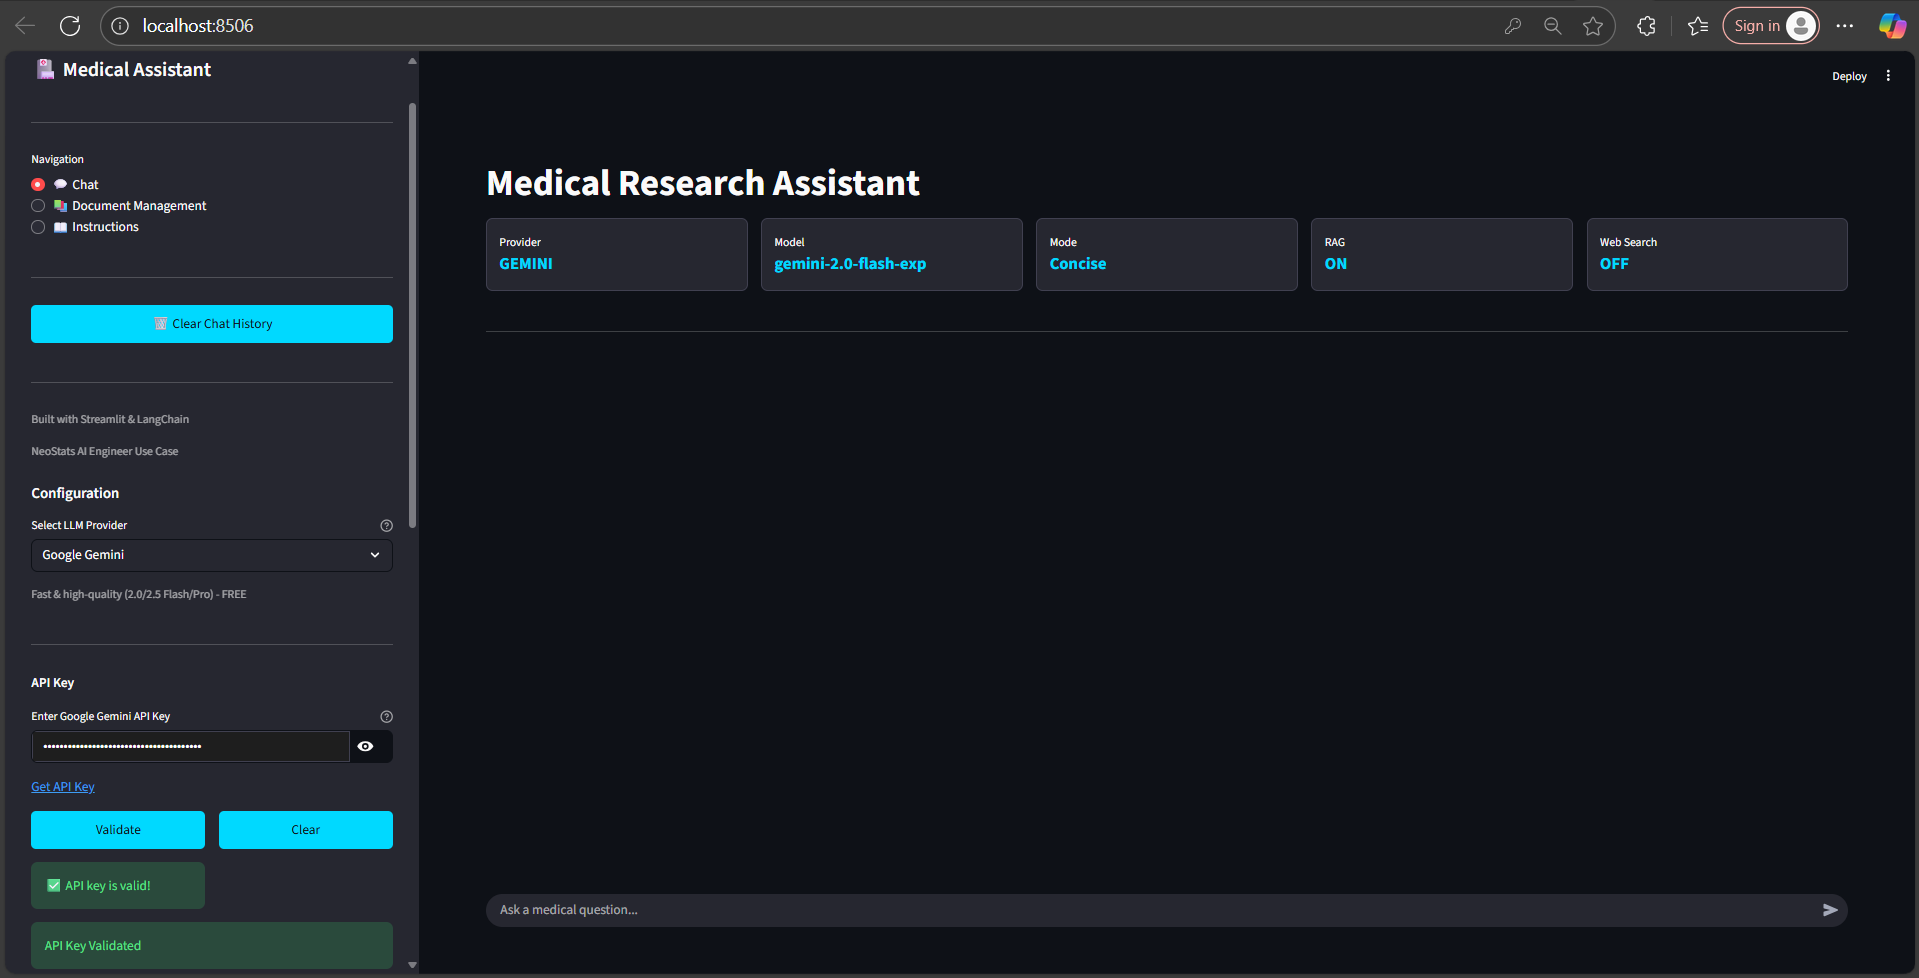 localhost:8506
Sign in
Medical Assistant
Navigation
Chat
Document Management
Instructions
Clear Chat History
Built with Streamlit & LangChain
NeoStats AI Engineer Use Case
Configuration
Select LLM Provider
Google Gemini
Fast & high-quality (2.0/2.5 Flash/Pro) - FREE
API Key
Enter Google Gemini API Key
••••••••••••••••••••••••••••••••••••••
Get API Key
Validate Clear
API key is valid!
API Key Validated
Deploy
Medical Research Assistant
Provider
GEMINI
Model
gemini-2.0-flash-exp
Mode
Concise
RAG
ON
Web Search
OFF
Ask a medical question...